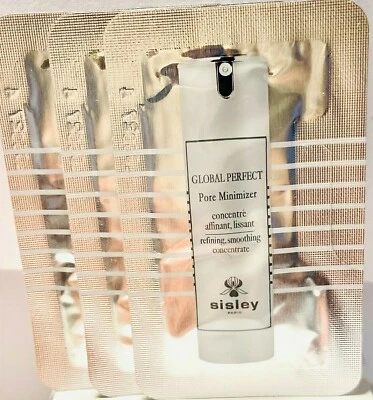 GLOBAL PERFECT
Pore Minimizer
concentré
affinant, lissant
refining, smoothing
concentrate
sisley
PARIS